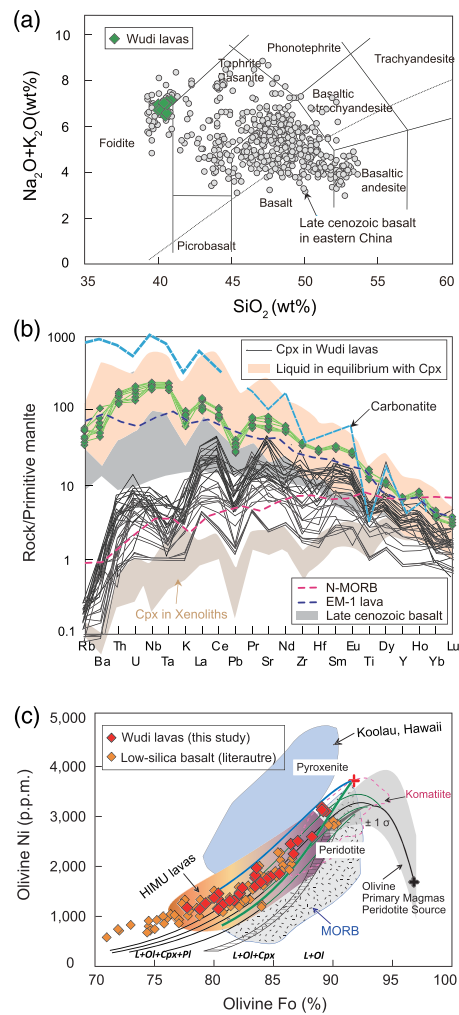 (a)
Wudi lavas
Phonotephrite
Trachyandesite
Tephrite
Basanite
Basaltic
trachyandesite
Foidite
Basaltic
andesite
Basalt
Late cenozoic basalt
in eastern China
Picrobasalt
Na2O+K2O(wt%)
12
10
8
6
4
2
0
35 40 45 50 55 60
SiO2 (wt%)
(b)
Cpx in Wudi lavas
Liquid in equilibrium with Cpx
Carbonatite
Cpx in Xenoliths
N-MORB
EM-1 lava
Late cenozoic basalt
Rock/Primitive manite
1000
100
10
1
0.1
Rb Th Nb K Ce Pr Nd Hf Eu Dy Ho Lu
Ba U Ta La Pb Sr Zr Sm Ti Y Yb
(c)
Wudi lavas (this study)
Low-silica basalt (literautre)
Koolau, Hawaii
Pyroxenite
Komatiite
± 1 σ
HIMU lavas
Peridotite
Olivine
Primary Magmas
Peridotite Source
MORB
L+Ol+Cpx+Pl
L+Ol+Cpx
L+Ol
Olivine Ni (p.p.m.)
5,000
4,000
3,000
2,000
1,000
0
70 75 80 85 90 95 100
Olivine Fo (%)